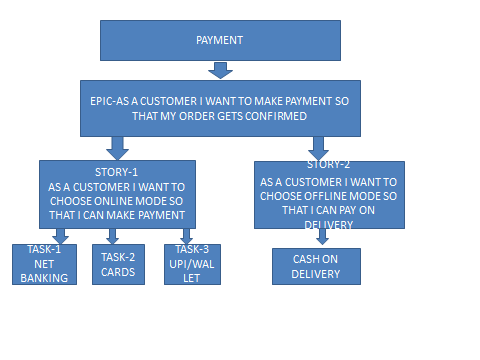 PAYMENT
EPIC-AS A CUSTOMER I WANT TO MAKE PAYMENT SO
THAT MY ORDER GETS CONFIRMED
STORY-1
AS A CUSTOMER I WANT TO
CHOOSE ONLINE MODE SO
THAT I CAN MAKE PAYMENT
STORY-2
AS A CUSTOMER I WANT TO
CHOOSE OFFLINE MODE SO
THAT I CAN PAY ON
DELIVERY
TASK-1
NET
BANKING
TASK-2
CARDS
TASK-3
UPI/WAL
LET
CASH ON
DELIVERY